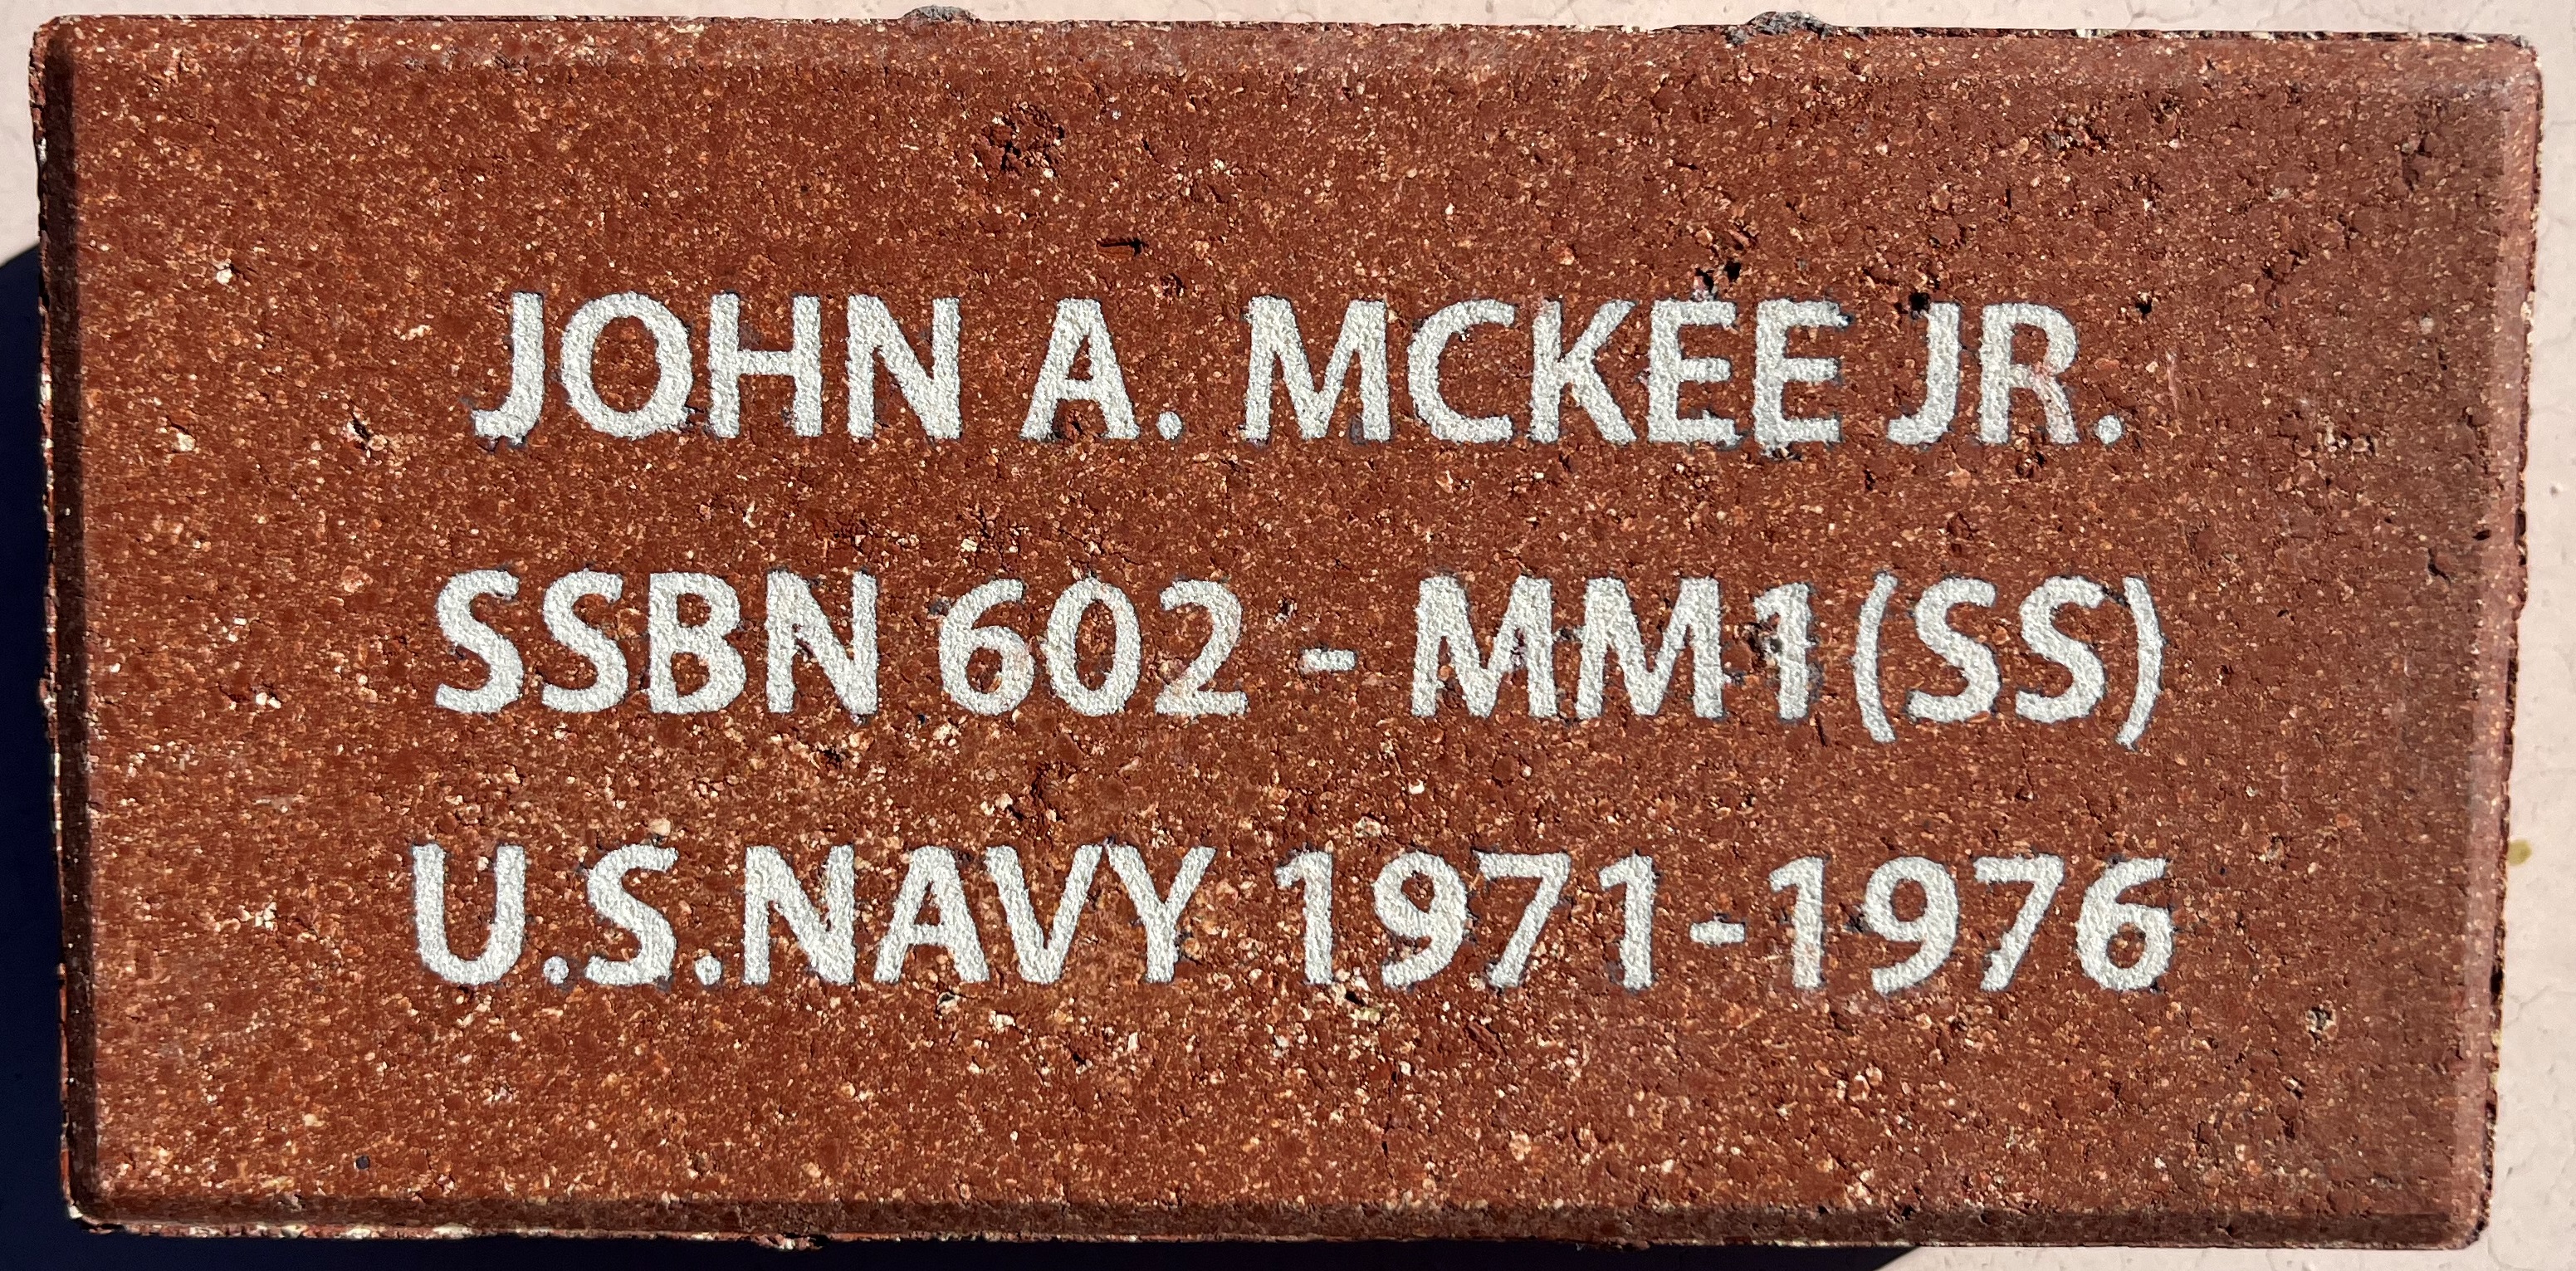 JOHN A. MCKEE JR.
SSBN 602 - MM1(SS)
U.S.NAVY 1971-1976